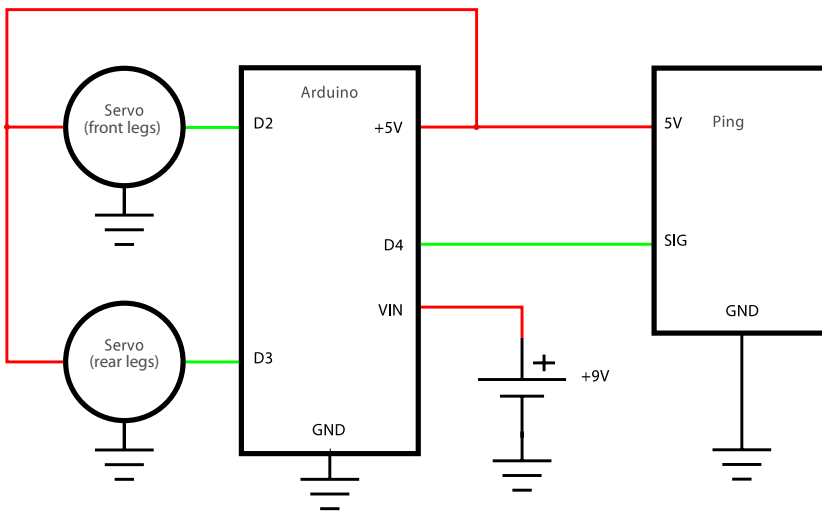 Servo
(front legs)
D2
Arduino
+5V
5V
Ping
D4
SIG
VIN
GND
Servo
(rear legs)
D3
+
+9V
GND